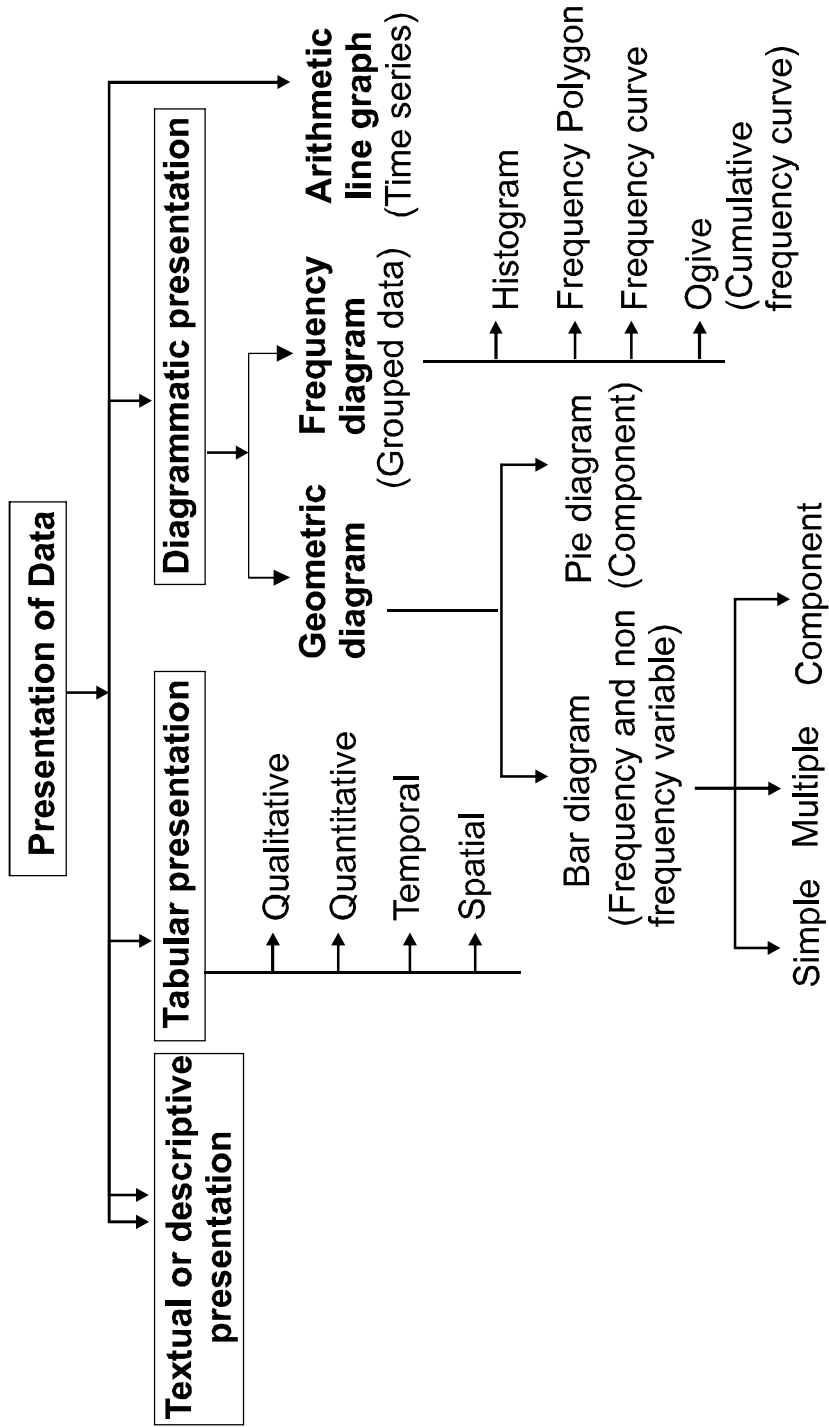 Presentation of Data
Textual or descriptive
presentation
Tabular presentation
Diagrammatic presentation
Qualitative
Quantitative
Temporal
Spatial
Geometric
diagram
Frequency
diagram
(Grouped data)
Arithmetic
line graph
(Time series)
Histogram
Frequency Polygon
Frequency curve
Ogive
(Cumulative
frequency curve)
Bar diagram
(Frequency and non
frequency variable)
Pie diagram
(Component)
Simple
Multiple
Component